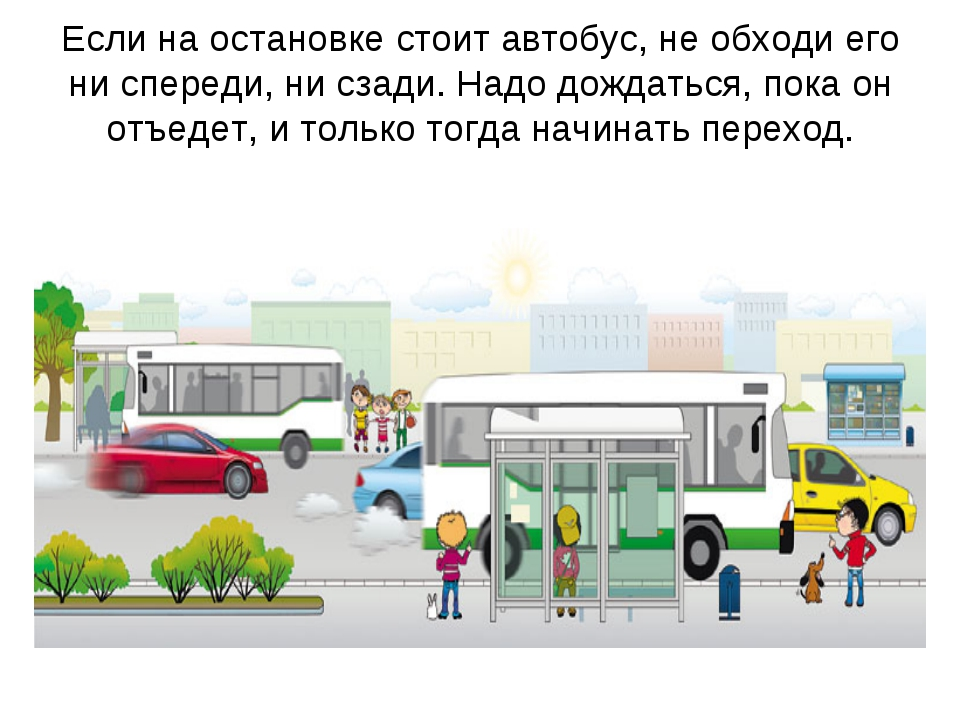 Если на остановке стоит автобус, не обходи его
ни спереди, ни сзади. Надо дождаться, пока он
отъедет, и только тогда начинать переход.